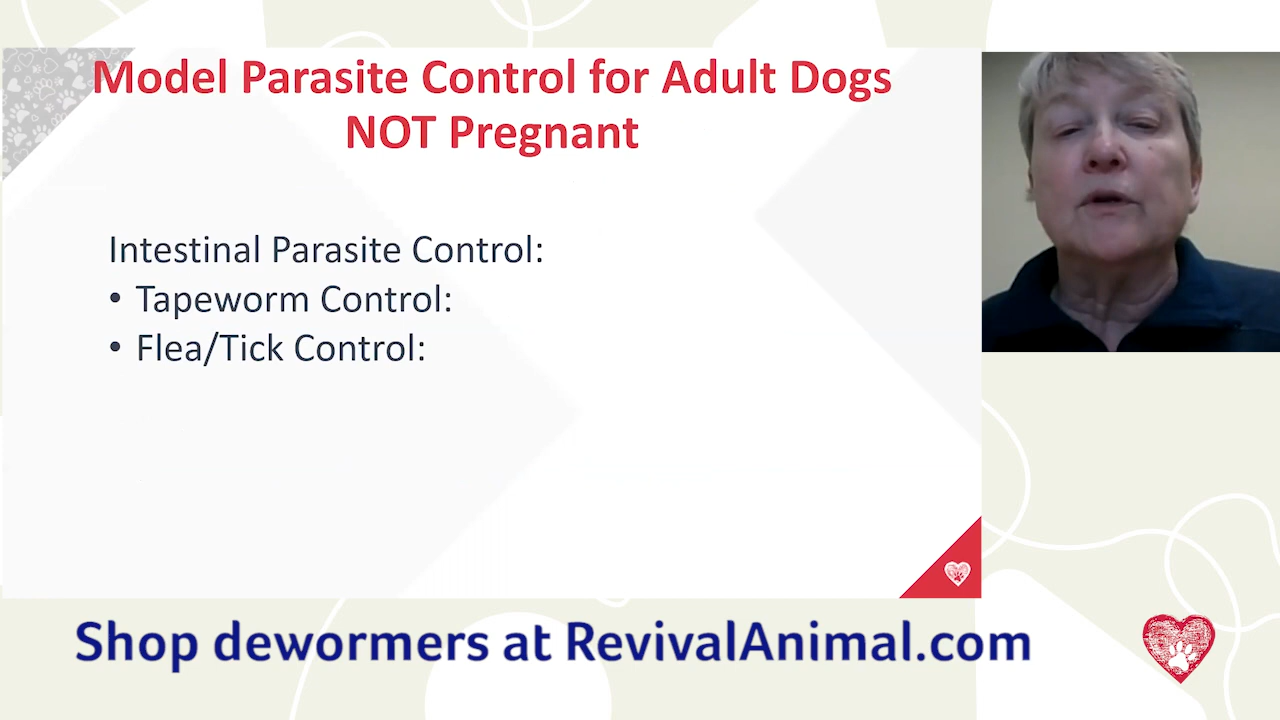 Model Parasite Control for Adult Dogs
NOT Pregnant
Intestinal Parasite Control:
• Tapeworm Control:
• Flea/Tick Control:
Shop dewormers at RevivalAnimal.com